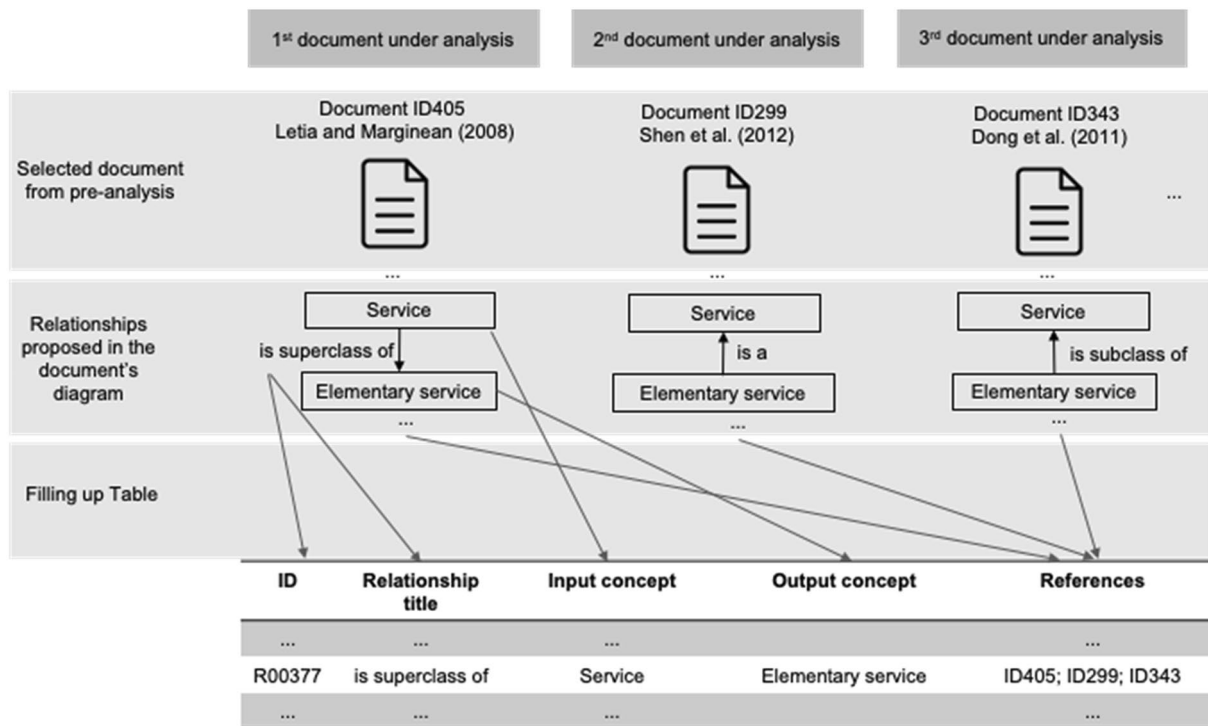 1st document under analysis
2nd document under analysis
3rd document under analysis
Selected document
from pre-analysis
Document ID405
Letia and Marginean (2008)
Document ID299
Shen et al. (2012)
Document ID343
Dong et al. (2011)
...
...
...
...
Relationships
proposed in the
document's
diagram
Service
is superclass of
Elementary service
...
Service
is a
Elementary service
...
Service
is subclass of
Elementary service
...
Filling up Table
ID Relationship title Input concept Output concept References
... ... ... ...
R00377 is superclass of Service Elementary service ID405; ID299; ID343
... ... ... ...